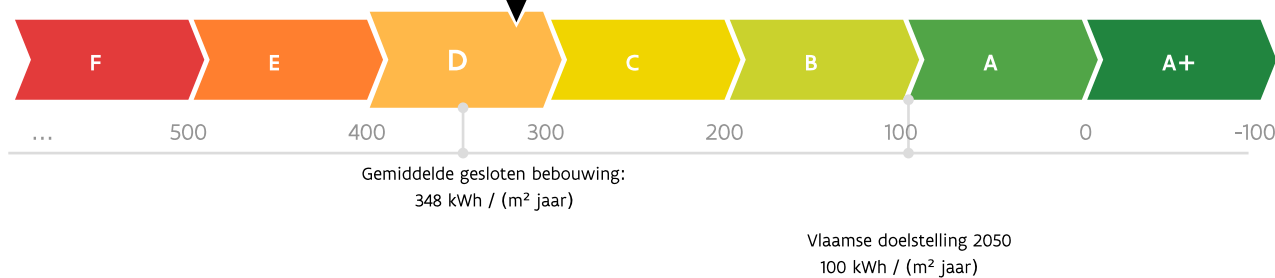 F E D C B A A+
... 500 400 300 200 100 0 -100
Gemiddelde gesloten bebouwing:
348 kWh / (m² jaar)
Vlaamse doelstelling 2050
100 kWh / (m² jaar)